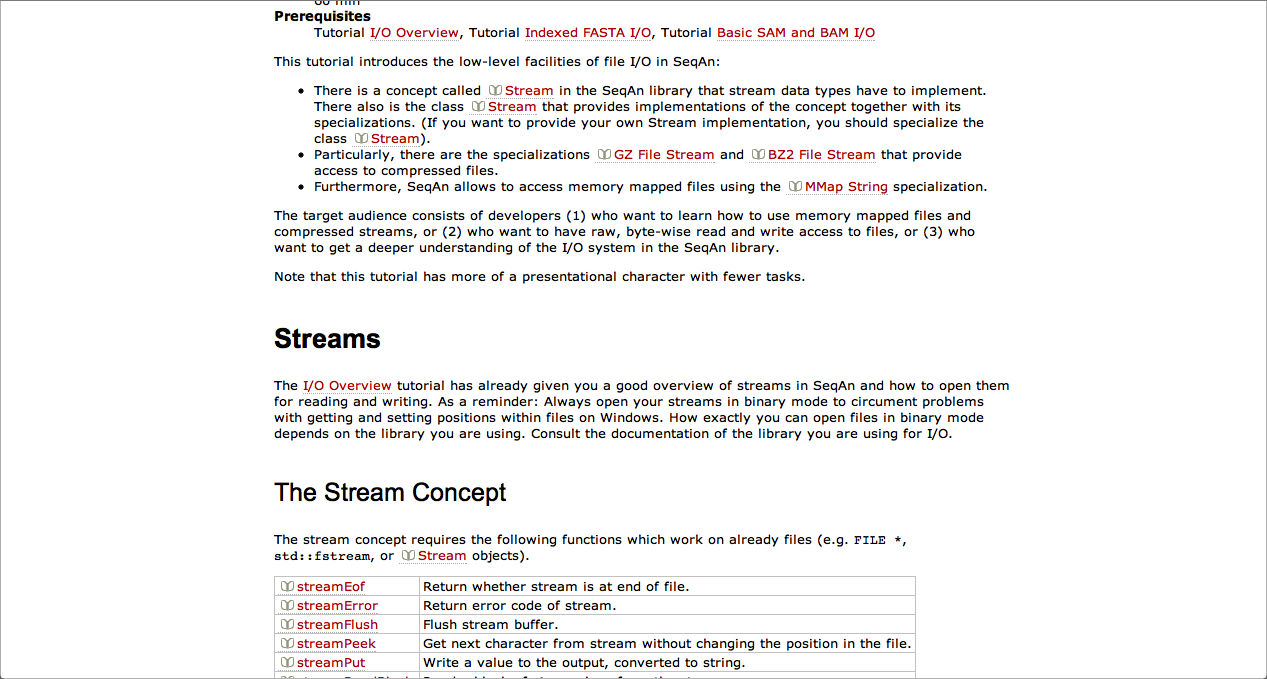 60 min
Prerequisites
Tutorial I/O Overview, Tutorial Indexed FASTA I/O, Tutorial Basic SAM and BAM I/O
This tutorial introduces the low-level facilities of file I/O in SeqAn:
There is a concept called Stream in the SeqAn library that stream data types have to implement.
There also is the class Stream that provides implementations of the concept together with its
specializations. (If you want to provide your own Stream implementation, you should specialize the
class Stream).
Particularly, there are the specializations GZ File Stream and BZ2 File Stream that provide
access to compressed files.
Furthermore, SeqAn allows to access memory mapped files using the MMap String specialization.
The target audience consists of developers (1) who want to learn how to use memory mapped files and
compressed streams, or (2) who want to have raw, byte-wise read and write access to files, or (3) who
want to get a deeper understanding of the I/O system in the SeqAn library.
Note that this tutorial has more of a presentational character with fewer tasks.
Streams
The I/O Overview tutorial has already given you a good overview of streams in SeqAn and how to open them
for reading and writing. As a reminder: Always open your streams in binary mode to circument problems
with getting and setting positions within files on Windows. How exactly you can open files in binary mode
depends on the library you are using. Consult the documentation of the library you are using for I/O.
The Stream Concept
The stream concept requires the following functions which work on already files (e.g. FILE *,
std::fstream, or Stream objects).
streamEof Return whether stream is at end of file.
streamError Return error code of stream.
streamFlush Flush stream buffer.
streamPeek Get next character from stream without changing the position in the file.
streamPut Write a value to the output, converted to string.